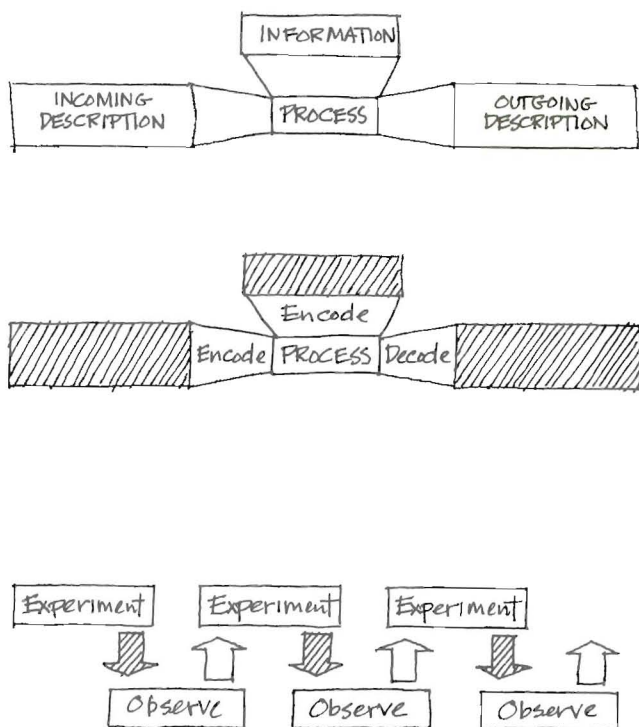 INFORMATION
INCOMING
DESCRIPTION
PROCESS
OUTGOING
DESCRIPTION
Encode
Encode
PROCESS
Decode
Experiment
Experiment
Experiment
Observe
Observe
Observe